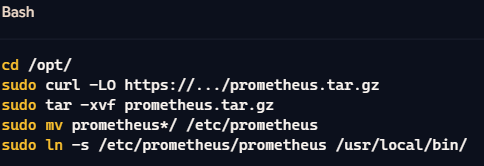 Bash
cd /opt/
sudo curl -LO https://.../prometheus.tar.gz
sudo tar -xvf prometheus.tar.gz
sudo mv prometheus*/ /etc/prometheus
sudo ln -s /etc/prometheus/prometheus /usr/local/bin/